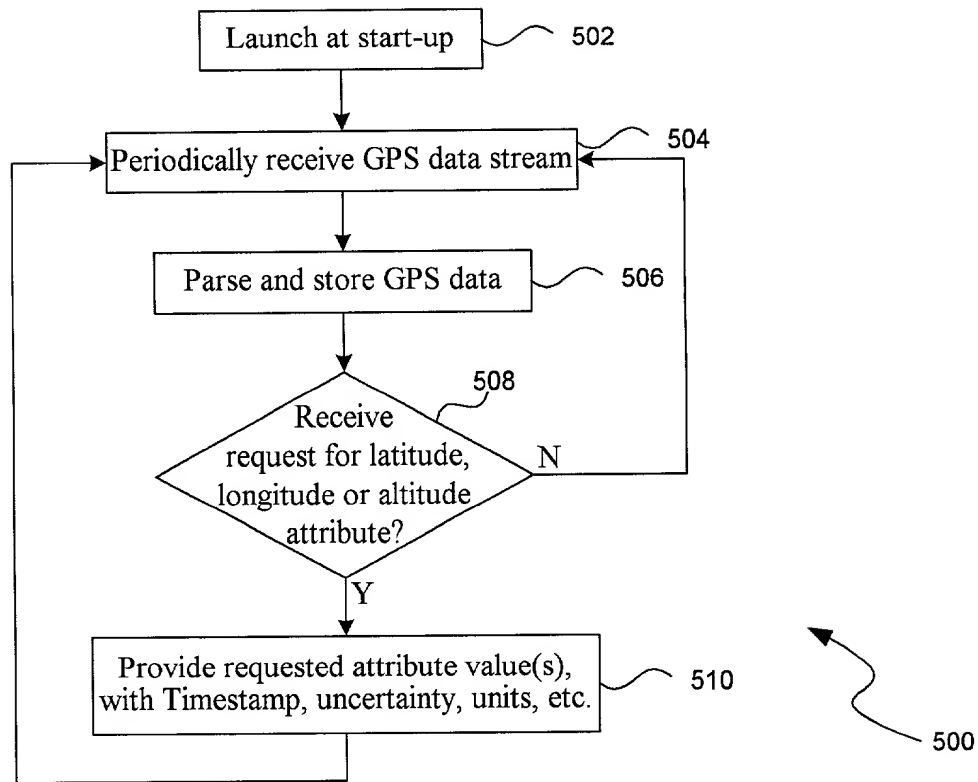 Launch at start-up
502
Periodically receive GPS data stream
504
Parse and store GPS data
506
508
Receive
request for latitude,
longitude or altitude
attribute?
N
Y
Provide requested attribute value(s),
with Timestamp, uncertainty, units, etc.
510
500